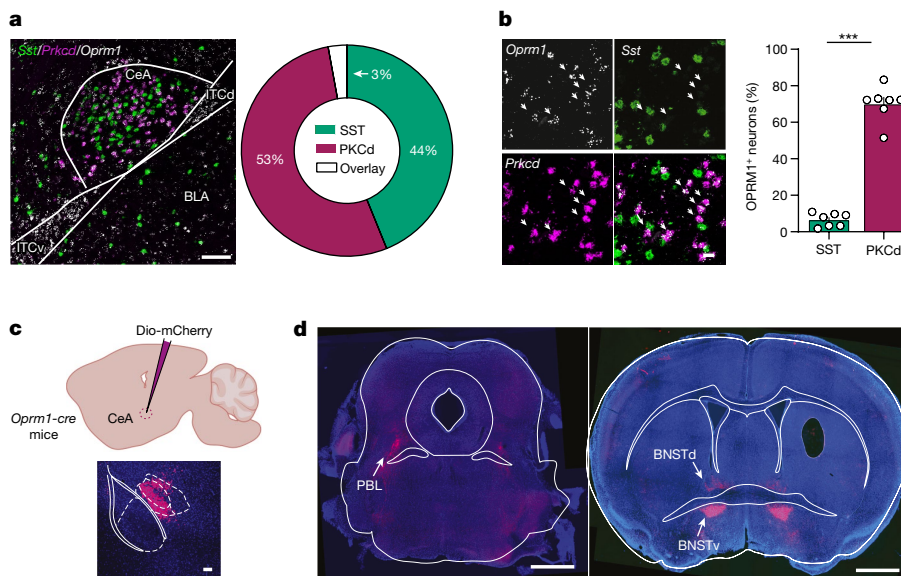 a
Sst/Prkcd/Oprm1
CeA
ITCd
BLA
ITCv
3%
53%
44%
SST
PKCd
Overlay
b
Oprm1
Sst
Prkcd
***
OPRM1⁺ neurons (%)
100
80
60
40
20
0
SST
PKCd
c
Dio-mCherry
CeA
Oprm1-cre
mice
d
PBL
BNSTd
BNSTv